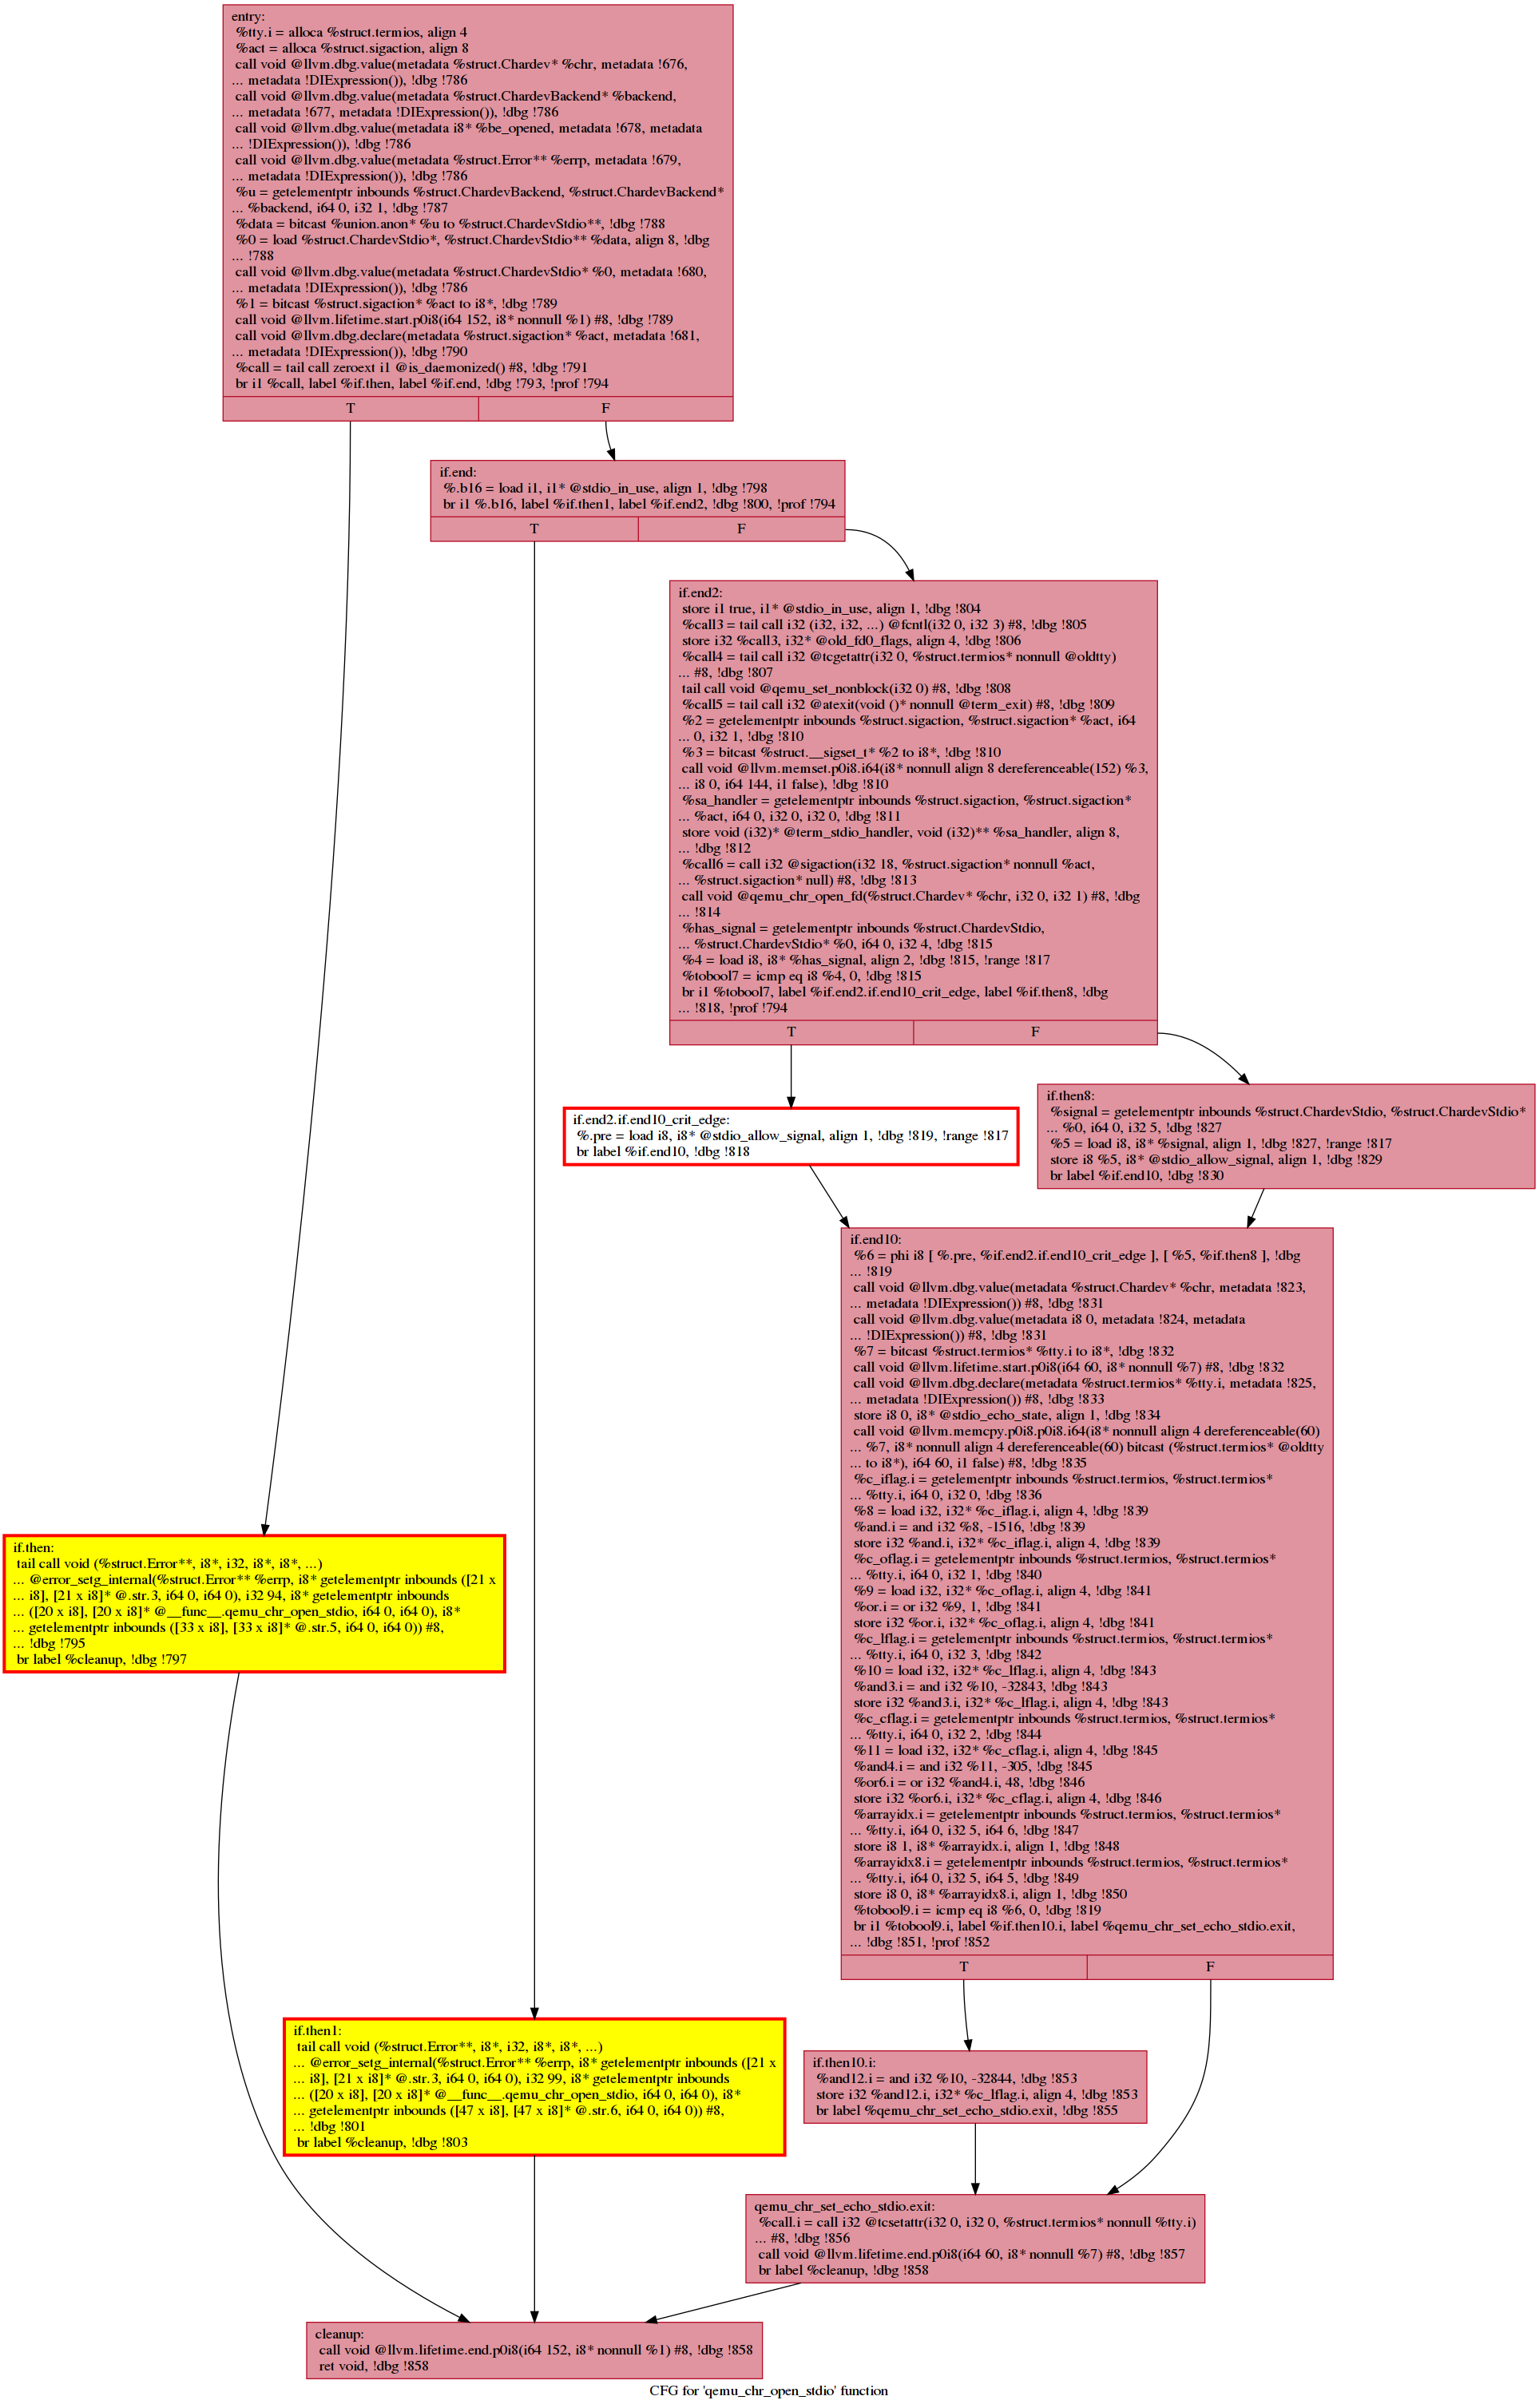 entry:
%tty.i = alloca %struct.termios, align 4
%act = alloca %struct.sigaction, align 8
call void @llvm.dbg.value(metadata %struct.Chardev* %chr, metadata !676,
... metadata !DIExpression()), !dbg !786
call void @llvm.dbg.value(metadata %struct.ChardevBackend* %backend,
... metadata !677, metadata !DIExpression()), !dbg !786
call void @llvm.dbg.value(metadata i8* %be_opened, metadata !678, metadata
... !DIExpression()), !dbg !786
call void @llvm.dbg.value(metadata %struct.Error** %errp, metadata !679,
... metadata !DIExpression()), !dbg !786
%u = getelementptr inbounds %struct.ChardevBackend, %struct.ChardevBackend*
... %backend, i64 0, i32 1, !dbg !787
%data = bitcast %union.anon* %u to %struct.ChardevStdio**, !dbg !788
%0 = load %struct.ChardevStdio*, %struct.ChardevStdio** %data, align 8, !dbg
... !788
call void @llvm.dbg.value(metadata %struct.ChardevStdio* %0, metadata !680,
... metadata !DIExpression()), !dbg !786
%1 = bitcast %struct.sigaction* %act to i8*, !dbg !789
call void @llvm.lifetime.start.p0i8(i64 152, i8* nonnull %1) #8, !dbg !789
call void @llvm.dbg.declare(metadata %struct.sigaction* %act, metadata !681,
... metadata !DIExpression()), !dbg !790
%call = tail call zeroext i1 @is_daemonized() #8, !dbg !791
br i1 %call, label %if.then, label %if.end, !dbg !793, !prof !794
T F
if.end:
%.b16 = load i1, i1* @stdio_in_use, align 1, !dbg !798
br i1 %.b16, label %if.then1, label %if.end2, !dbg !800, !prof !794
T F
if.end2:
store i1 true, i1* @stdio_in_use, align 1, !dbg !804
%call3 = tail call i32 (i32, i32, ...) @fcntl(i32 0, i32 3) #8, !dbg !805
store i32 %call3, i32* @old_fd0_flags, align 4, !dbg !806
%call4 = tail call i32 @tcgetattr(i32 0, %struct.termios* nonnull @oldtty)
... #8, !dbg !807
tail call void @qemu_set_nonblock(i32 0) #8, !dbg !808
%call5 = tail call i32 @atexit(void ()* nonnull @term_exit) #8, !dbg !809
%2 = getelementptr inbounds %struct.sigaction, %struct.sigaction* %act, i64
... 0, i32 1, !dbg !810
%3 = bitcast %struct.__sigset_t* %2 to i8*, !dbg !810
call void @llvm.memset.p0i8.i64(i8* nonnull align 8 dereferenceable(152) %3,
... i8 0, i64 144, i1 false), !dbg !810
%sa_handler = getelementptr inbounds %struct.sigaction, %struct.sigaction*
... %act, i64 0, i32 0, i32 0, !dbg !811
store void (i32)* @term_stdio_handler, void (i32)** %sa_handler, align 8,
... !dbg !812
%call6 = call i32 @sigaction(i32 18, %struct.sigaction* nonnull %act,
... %struct.sigaction* null) #8, !dbg !813
call void @qemu_chr_open_fd(%struct.Chardev* %chr, i32 0, i32 1) #8, !dbg
... !814
%has_signal = getelementptr inbounds %struct.ChardevStdio,
... %struct.ChardevStdio* %0, i64 0, i32 4, !dbg !815
%4 = load i8, i8* %has_signal, align 2, !dbg !815, !range !817
%tobool7 = icmp eq i8 %4, 0, !dbg !815
br i1 %tobool7, label %if.end2.if.end10_crit_edge, label %if.then8, !dbg
... !818, !prof !794
T F
if.end2.if.end10_crit_edge:
%.pre = load i8, i8* @stdio_allow_signal, align 1, !dbg !819, !range !817
br label %if.end10, !dbg !818
if.then8:
%signal = getelementptr inbounds %struct.ChardevStdio, %struct.ChardevStdio*
... %0, i64 0, i32 5, !dbg !827
%5 = load i8, i8* %signal, align 1, !dbg !827, !range !817
store i8 %5, i8* @stdio_allow_signal, align 1, !dbg !829
br label %if.end10, !dbg !830
if.end10:
%6 = phi i8 [ %.pre, %if.end2.if.end10_crit_edge ], [ %5, %if.then8 ], !dbg
... !819
call void @llvm.dbg.value(metadata %struct.Chardev* %chr, metadata !823,
... metadata !DIExpression()) #8, !dbg !831
call void @llvm.dbg.value(metadata i8 0, metadata !824, metadata
... !DIExpression()) #8, !dbg !831
%7 = bitcast %struct.termios* %tty.i to i8*, !dbg !832
call void @llvm.lifetime.start.p0i8(i64 60, i8* nonnull %7) #8, !dbg !832
call void @llvm.dbg.declare(metadata %struct.termios* %tty.i, metadata !825,
... metadata !DIExpression()) #8, !dbg !833
store i8 0, i8* @stdio_echo_state, align 1, !dbg !834
call void @llvm.memcpy.p0i8.p0i8.i64(i8* nonnull align 4 dereferenceable(60)
... %7, i8* nonnull align 4 dereferenceable(60) bitcast (%struct.termios* @oldtty
... to i8*), i64 60, i1 false) #8, !dbg !835
%c_iflag.i = getelementptr inbounds %struct.termios, %struct.termios*
... %tty.i, i64 0, i32 0, !dbg !836
%8 = load i32, i32* %c_iflag.i, align 4, !dbg !839
%and.i = and i32 %8, -1516, !dbg !839
store i32 %and.i, i32* %c_iflag.i, align 4, !dbg !839
%c_oflag.i = getelementptr inbounds %struct.termios, %struct.termios*
... %tty.i, i64 0, i32 1, !dbg !840
%9 = load i32, i32* %c_oflag.i, align 4, !dbg !841
%or.i = or i32 %9, 1, !dbg !841
store i32 %or.i, i32* %c_oflag.i, align 4, !dbg !841
%c_lflag.i = getelementptr inbounds %struct.termios, %struct.termios*
... %tty.i, i64 0, i32 3, !dbg !842
%10 = load i32, i32* %c_lflag.i, align 4, !dbg !843
%and3.i = and i32 %10, -32843, !dbg !843
store i32 %and3.i, i32* %c_lflag.i, align 4, !dbg !843
%c_cflag.i = getelementptr inbounds %struct.termios, %struct.termios*
... %tty.i, i64 0, i32 2, !dbg !844
%11 = load i32, i32* %c_cflag.i, align 4, !dbg !845
%and4.i = and i32 %11, -305, !dbg !845
%or6.i = or i32 %and4.i, 48, !dbg !846
store i32 %or6.i, i32* %c_cflag.i, align 4, !dbg !846
%arrayidx.i = getelementptr inbounds %struct.termios, %struct.termios*
... %tty.i, i64 0, i32 5, i64 6, !dbg !847
store i8 1, i8* %arrayidx.i, align 1, !dbg !848
%arrayidx8.i = getelementptr inbounds %struct.termios, %struct.termios*
... %tty.i, i64 0, i32 5, i64 5, !dbg !849
store i8 0, i8* %arrayidx8.i, align 1, !dbg !850
%tobool9.i = icmp eq i8 %6, 0, !dbg !819
br i1 %tobool9.i, label %if.then10.i, label %qemu_chr_set_echo_stdio.exit,
... !dbg !851, !prof !852
T F
if.then:
tail call void (%struct.Error**, i8*, i32, i8*, i8*, ...)
... @error_setg_internal(%struct.Error** %errp, i8* getelementptr inbounds ([21 x
... i8], [21 x i8]* @.str.3, i64 0, i64 0), i32 94, i8* getelementptr inbounds
... ([20 x i8], [20 x i8]* @__func__.qemu_chr_open_stdio, i64 0, i64 0), i8*
... getelementptr inbounds ([33 x i8], [33 x i8]* @.str.5, i64 0, i64 0)) #8,
... !dbg !795
br label %cleanup, !dbg !797
if.then1:
tail call void (%struct.Error**, i8*, i32, i8*, i8*, ...)
... @error_setg_internal(%struct.Error** %errp, i8* getelementptr inbounds ([21 x
... i8], [21 x i8]* @.str.3, i64 0, i64 0), i32 99, i8* getelementptr inbounds
... ([20 x i8], [20 x i8]* @__func__.qemu_chr_open_stdio, i64 0, i64 0), i8*
... getelementptr inbounds ([47 x i8], [47 x i8]* @.str.6, i64 0, i64 0)) #8,
... !dbg !801
br label %cleanup, !dbg !803
if.then10.i:
%and12.i = and i32 %10, -32844, !dbg !853
store i32 %and12.i, i32* %c_lflag.i, align 4, !dbg !853
br label %qemu_chr_set_echo_stdio.exit, !dbg !855
qemu_chr_set_echo_stdio.exit:
%call.i = call i32 @tcsetattr(i32 0, i32 0, %struct.termios* nonnull %tty.i)
... #8, !dbg !856
call void @llvm.lifetime.end.p0i8(i64 60, i8* nonnull %7) #8, !dbg !857
br label %cleanup, !dbg !858
cleanup:
call void @llvm.lifetime.end.p0i8(i64 152, i8* nonnull %1) #8, !dbg !858
ret void, !dbg !858
CFG for 'qemu_chr_open_stdio' function